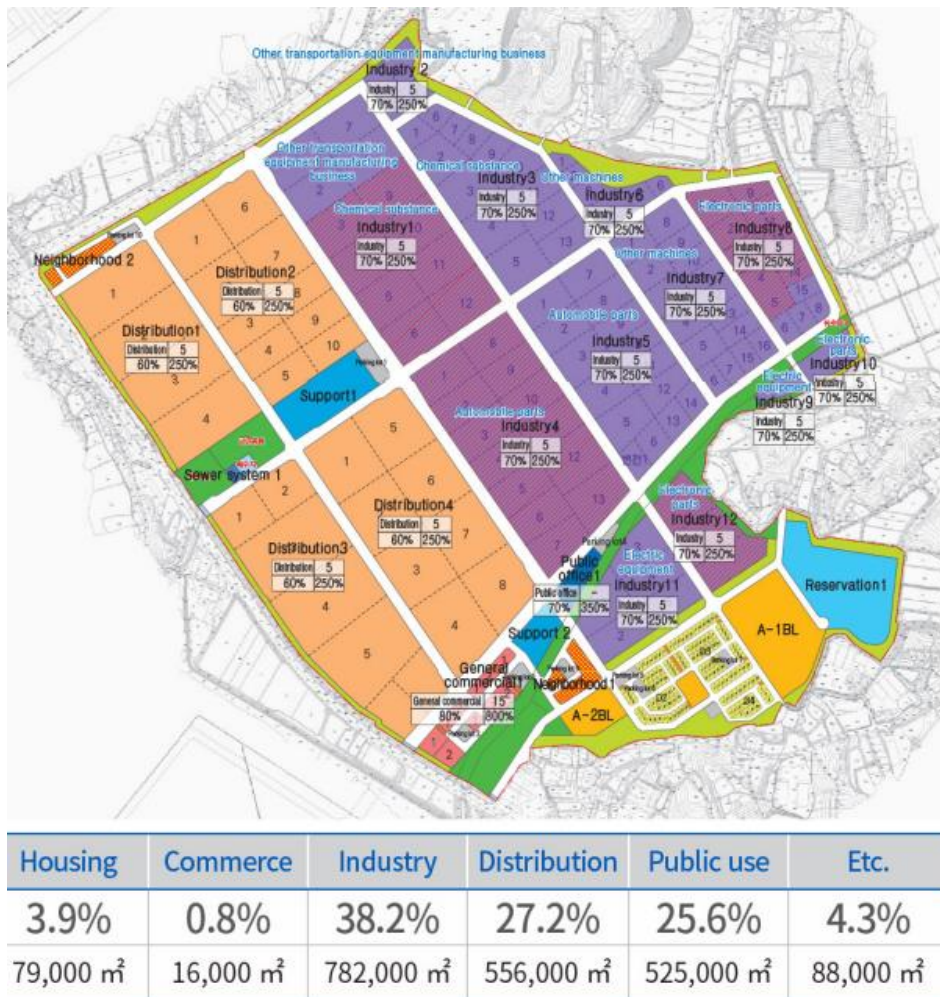 Other transportation equipment manufacturing business
Industry 2
Industry 5
70% 250%
Other transportation
equipment manufacturing
business
Chemical substance
Industry3
Industry 5
70% 250%
Other machines
Industry6
Industry 5
70% 250%
Chemical substance
Industry1
Industry 5
70% 250%
Electronic parts
Industry8
Industry 5
70% 250%
Other machines
Industry7
Industry 5
70% 250%
Neighborhood 2
Distribution2
Distribution 5
60% 250%
Distribution1
Distribution 5
60% 250%
Automobile parts
Industry5
Industry 5
70% 250%
Electronic
parts
Industry10
Industry 5
70% 250%
Electric
equipment
Industry9
Industry 5
70% 250%
Support1
Automobile parts
Industry4
Industry 5
70% 250%
Sewer system 1
Distribution4
Distribution 5
60% 250%
Distribution3
Distribution 5
60% 250%
Electronic
parts
Industry12
Industry 5
70% 250%
Public
office1
Public office -
70% 350%
Electric
equipment
Industry11
Industry 5
70% 250%
Reservation1
A-1BL
Support 2
General
commercial1
General commercial 15
80% 800%
Neighborhood1
A-2BL
Housing Commerce Industry Distribution Public use Etc.
3.9% 0.8% 38.2% 27.2% 25.6% 4.3%
79,000 ㎡ 16,000 ㎡ 782,000 ㎡ 556,000 ㎡ 525,000 ㎡ 88,000 ㎡